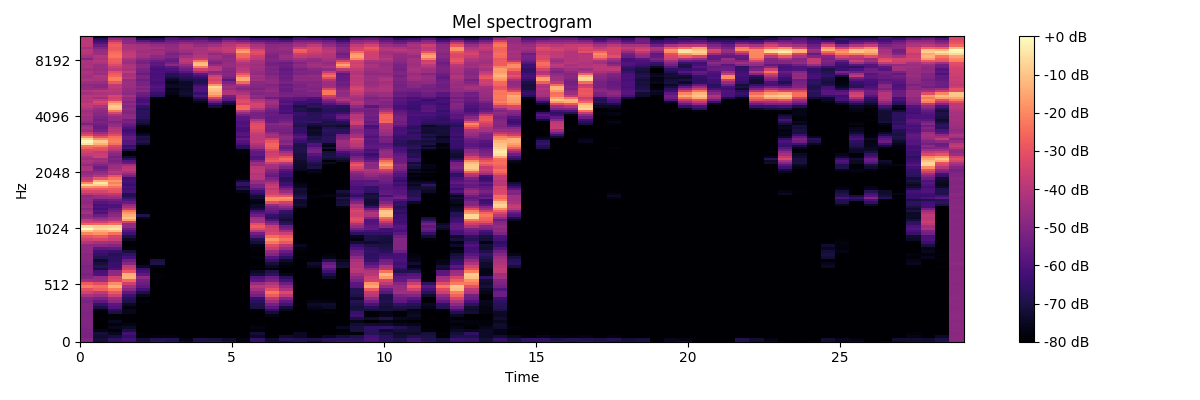 Mel spectrogram
8192
4096
2048
1024
512
0
Hz
0 5 10 15 20 25
Time
+0 dB
-10 dB
-20 dB
-30 dB
-40 dB
-50 dB
-60 dB
-70 dB
-80 dB